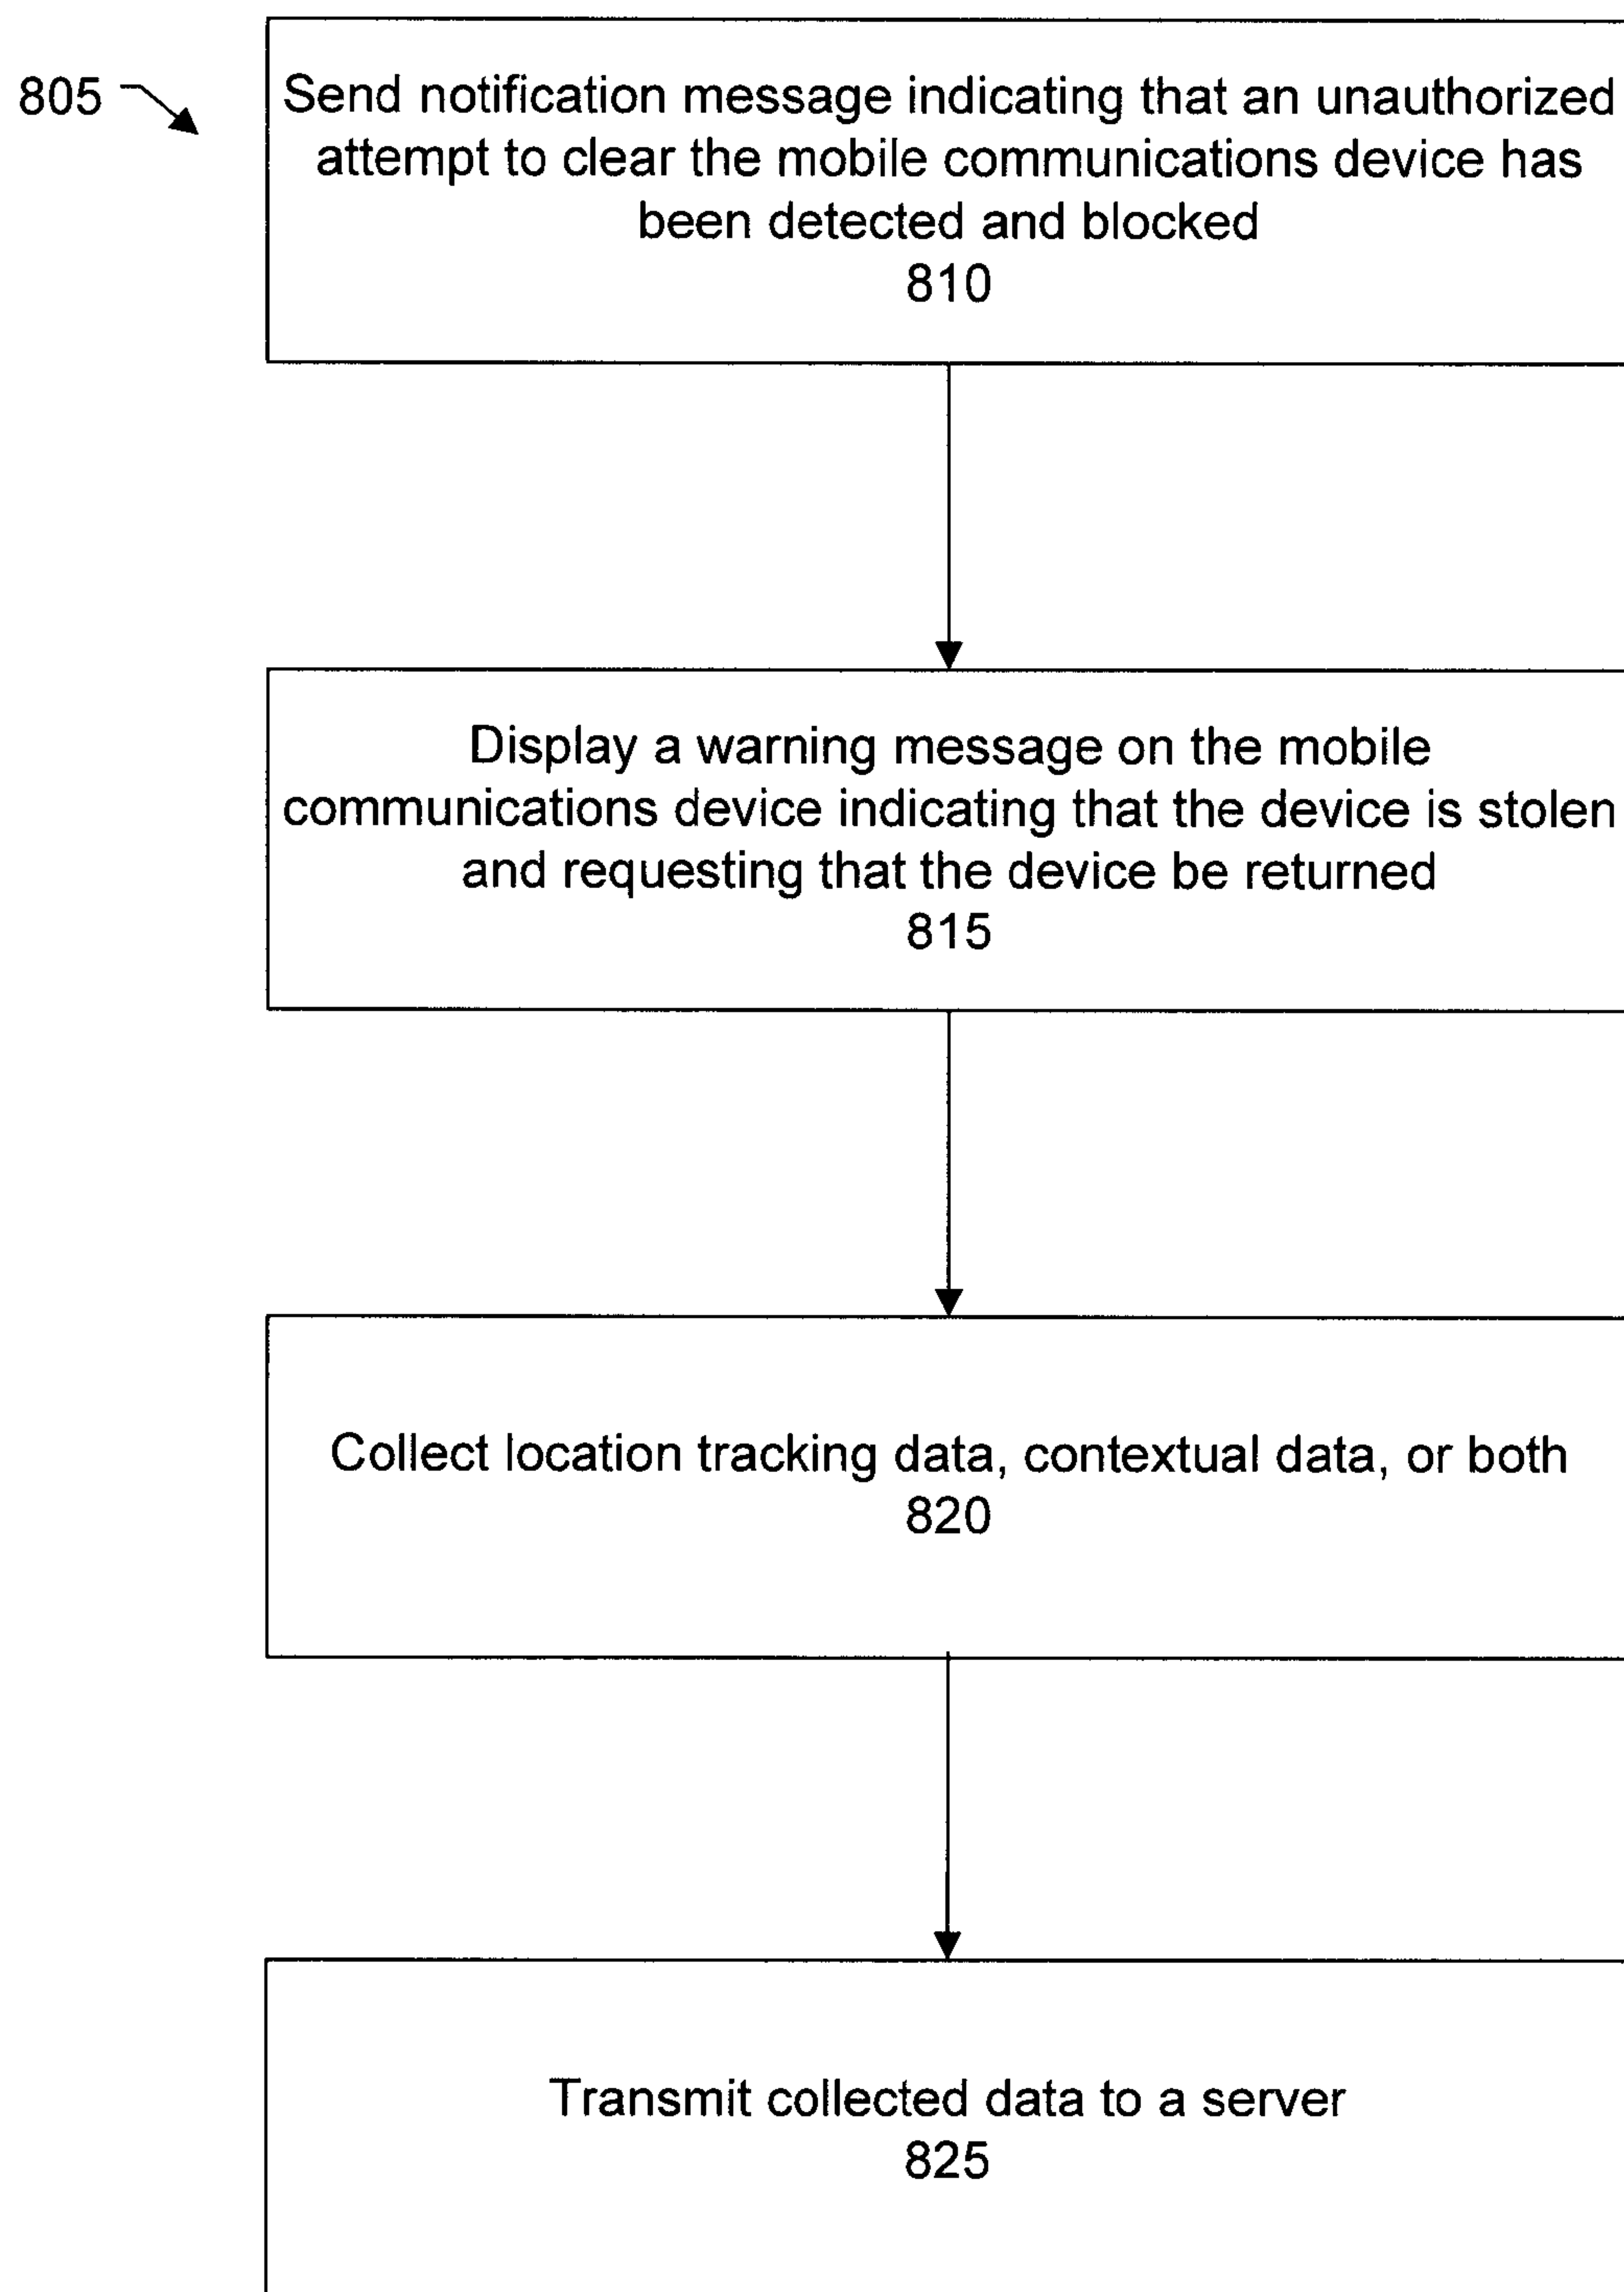 805
Send notification message indicating that an unauthorized
attempt to clear the mobile communications device has
been detected and blocked
810
Display a warning message on the mobile
communications device indicating that the device is stolen
and requesting that the device be returned
815
Collect location tracking data, contextual data, or both
820
Transmit collected data to a server
825